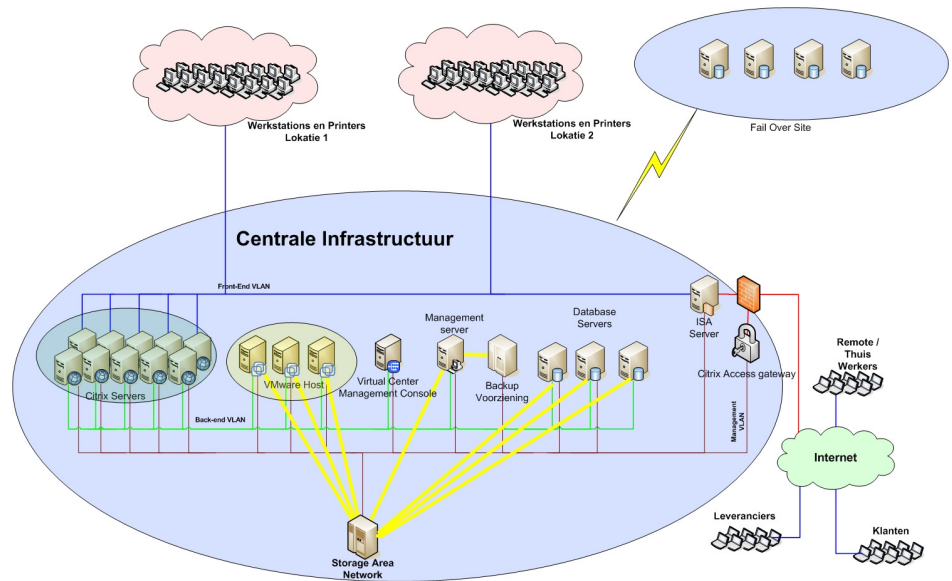 Werkstations en Printers
Lokatie 1
Werkstations en Printers
Lokatie 2
Fail Over Site
Centrale Infrastructuur
Front-End VLAN
ISA
Server
Citrix Access gateway
Management
server
Database
Servers
Citrix Servers
VMware Host
Virtual Center
Management Console
Backup
Voorziening
Back-end VLAN
Management
VLAN
Remote /
Thuis
Werkers
Internet
Leveranciers
Klanten
Storage Area
Network